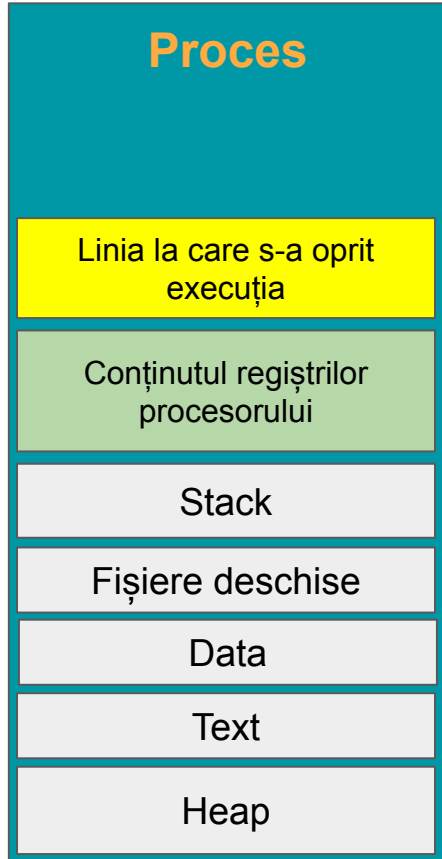 Proces
Linia la care s-a oprit
execuția
Conținutul regiștrilor
procesorului
Stack
Fișiere deschise
Data
Text
Heap